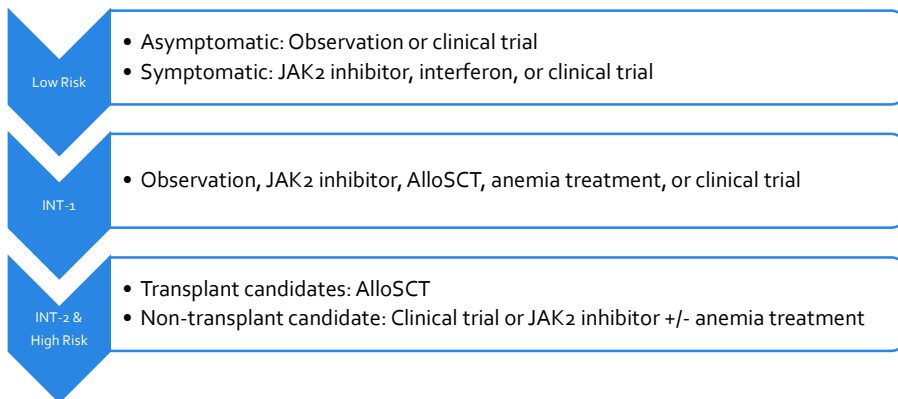 Low Risk
• Asymptomatic: Observation or clinical trial
• Symptomatic: JAK2 inhibitor, interferon, or clinical trial
INT-1
• Observation, JAK2 inhibitor, AlloSCT, anemia treatment, or clinical trial
INT-2 &
High Risk
• Transplant candidates: AlloSCT
• Non-transplant candidate: Clinical trial or JAK2 inhibitor +/- anemia treatment